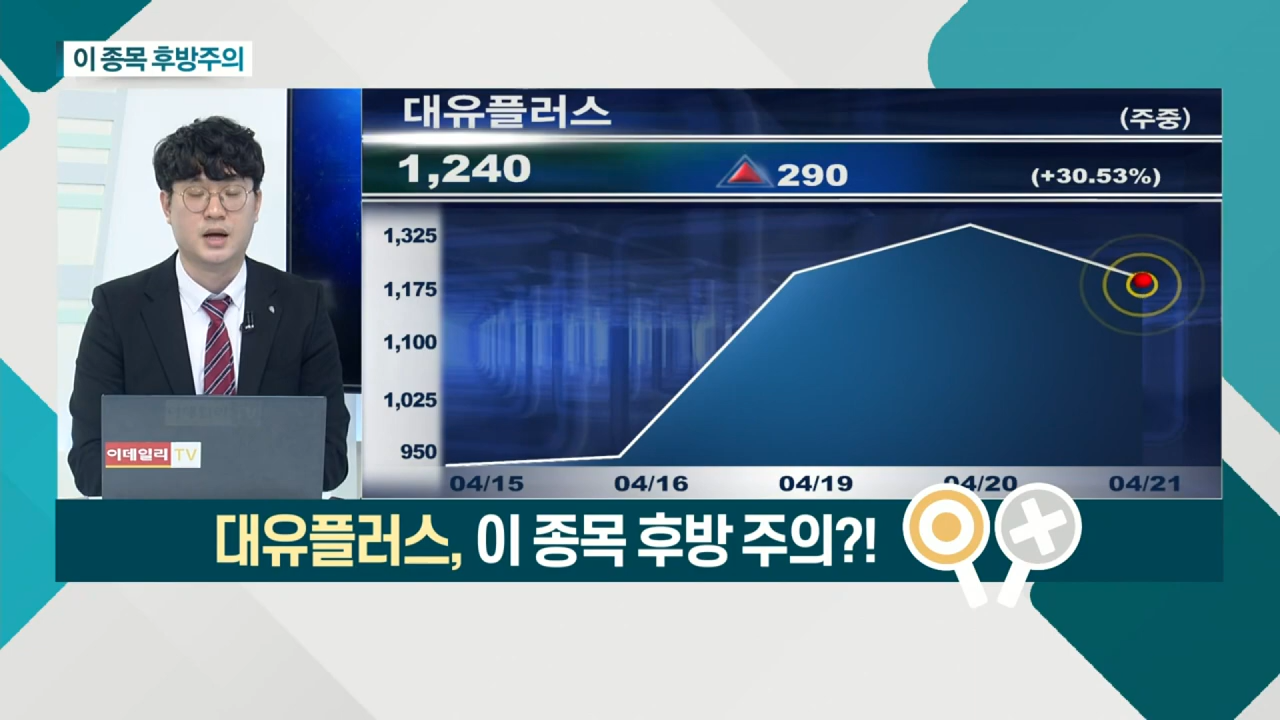 이 종목 후방주의
대유플러스
(주중)
1,240
290
(+30.53%)
1,325
1,175
1,100
1,025
950
04/15
04/16
04/19
04/20
04/21
이데일리 TV
대유플러스, 이 종목 후방 주의?!